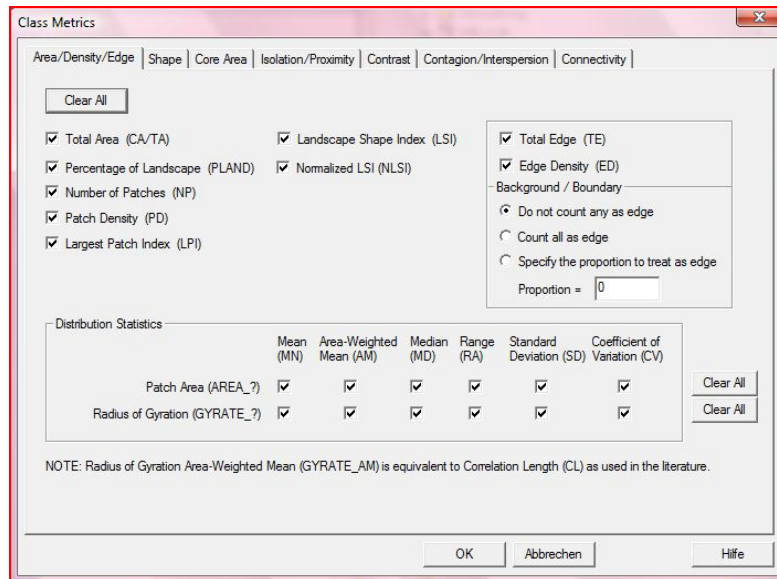 Class Metrics
Area/Density/Edge Shape Core Area Isolation/Proximity Contrast Contagion/Interspersion Connectivity
Clear All
Total Area (CA/TA)
Percentage of Landscape (PLAND)
Number of Patches (NP)
Patch Density (PD)
Largest Patch Index (LPI)
Landscape Shape Index (LSI)
Normalized LSI (NLSI)
Total Edge (TE)
Edge Density (ED)
Background / Boundary
Do not count any as edge
Count all as edge
Specify the proportion to treat as edge
Proportion = 0
Distribution Statistics
Mean (MN) Area-Weighted Mean (AM) Median (MD) Range (RA) Standard Deviation (SD) Coefficient of Variation (CV)
Patch Area (AREA_?) Clear All
Radius of Gyration (GYRATE_?) Clear All
NOTE: Radius of Gyration Area-Weighted Mean (GYRATE_AM) is equivalent to Correlation Length (CL) as used in the literature.
OK Abbrechen Hilfe